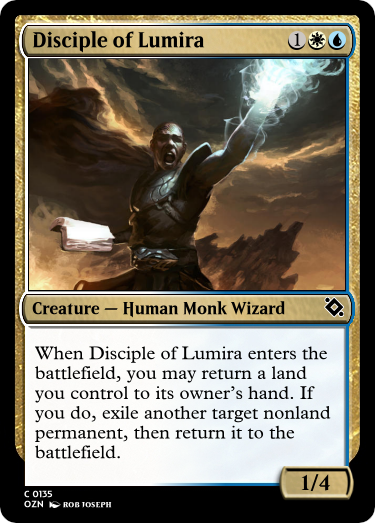 Disciple of Lumira 1
Creature — Human Monk Wizard
When Disciple of Lumira enters the
battlefield, you may return a land
you control to its owner's hand. If
you do, exile another target nonland
permanent, then return it to the
battlefield.
1/4
C 0135
OZN ROB JOSEPH